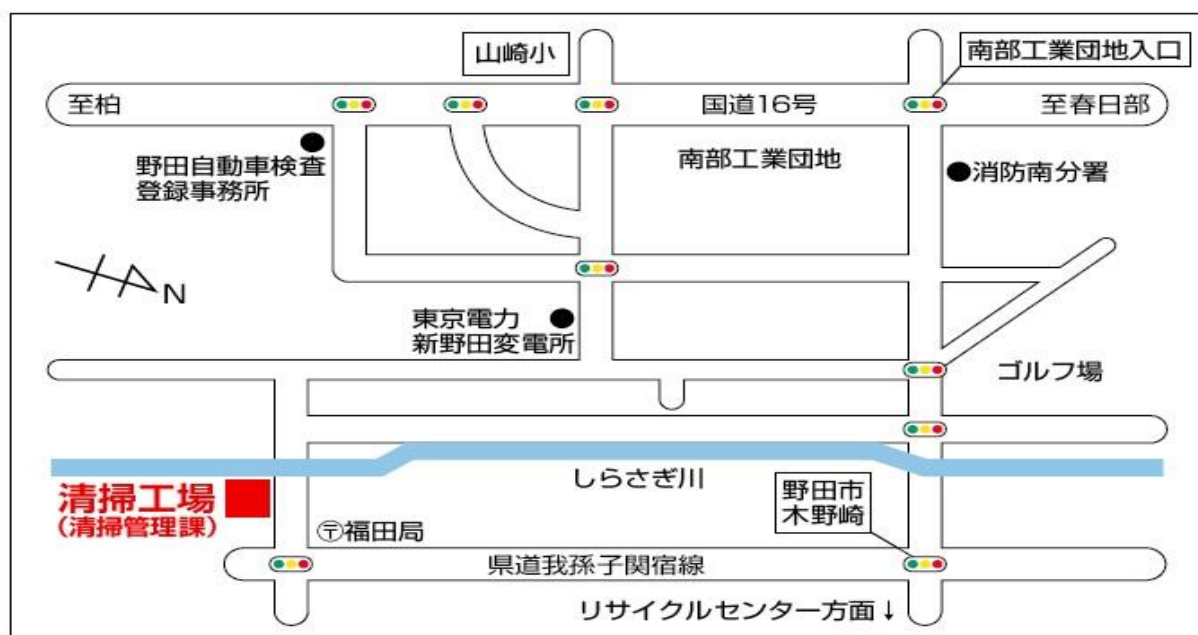 山崎小
南部工業団地入口
至柏
国道16号
至春日部
野田自動車検査
登録事務所
南部工業団地
●消防南分署
N
東京電力
新野田変電所
ゴルフ場
しらさぎ川
清掃工場
(清掃管理課)
野田市
木野崎
〶福田局
県道我孫子関宿線
リサイクルセンター方面↓